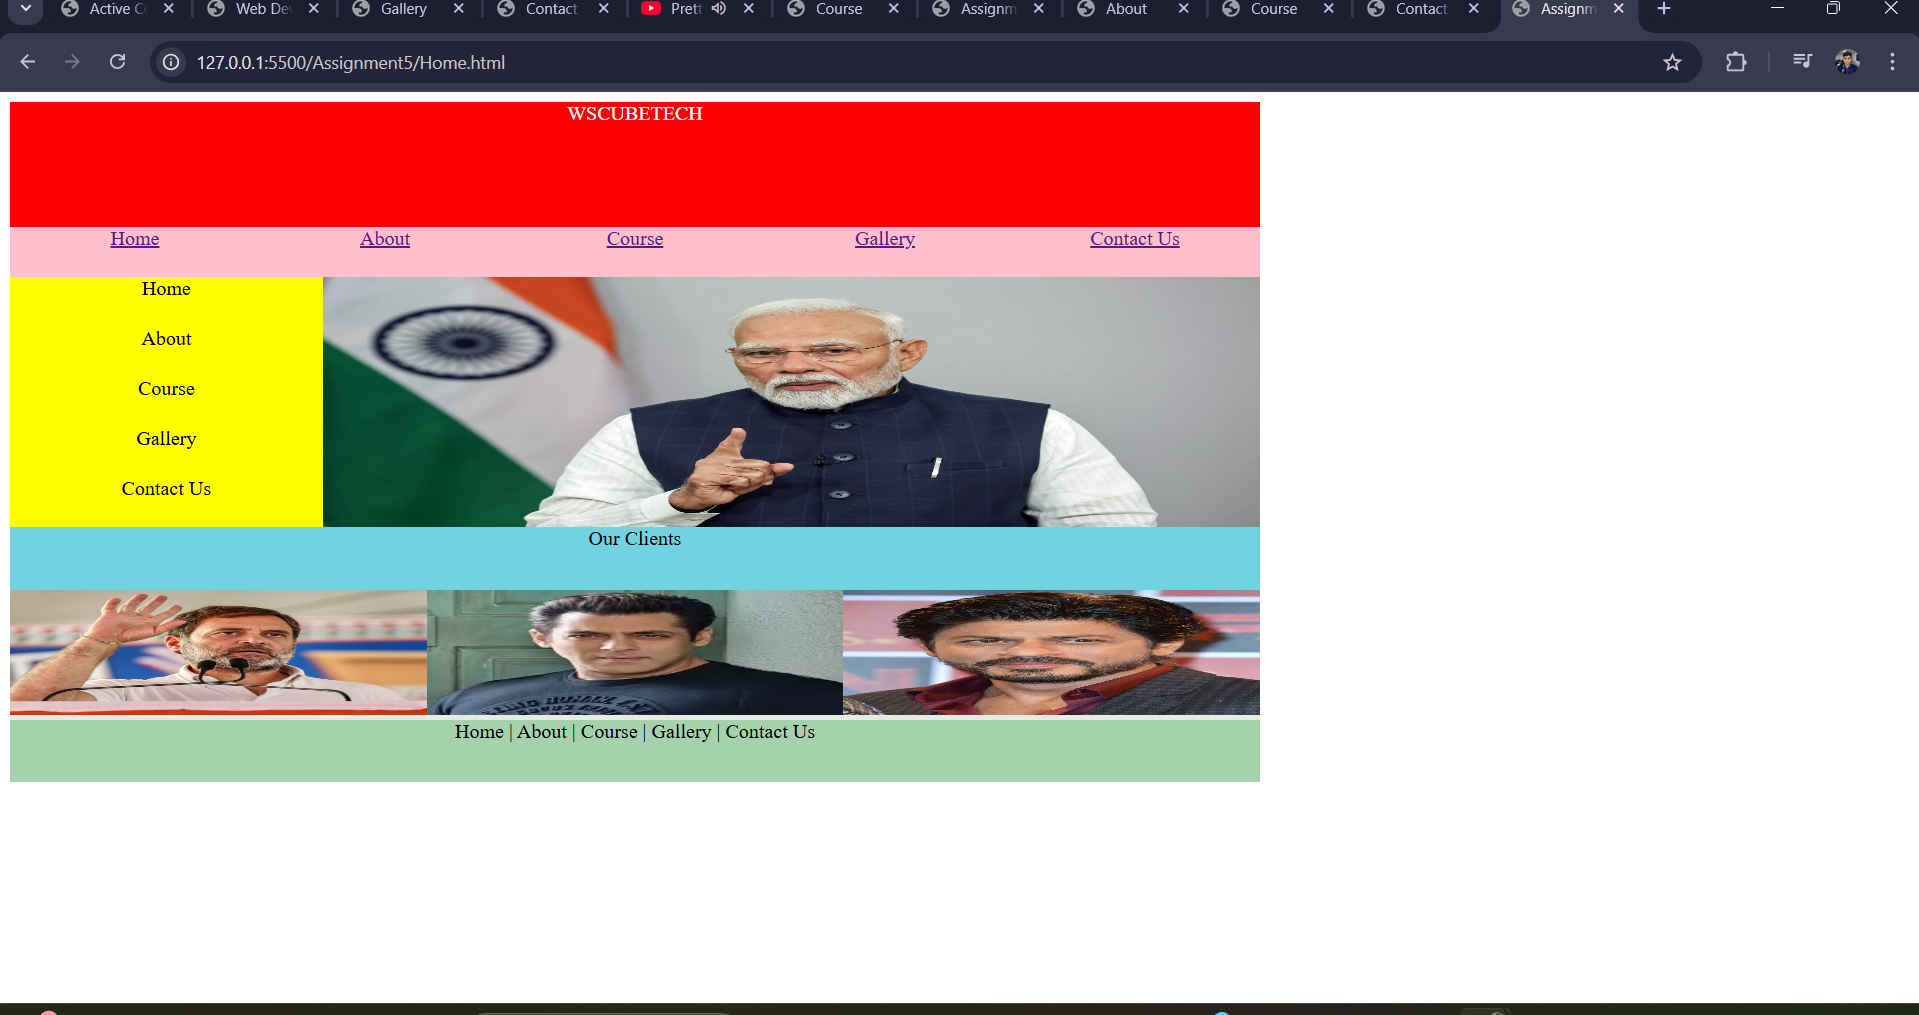 Active C Web De Gallery Contact Prett Course Assignm About Course Contact Assignm
127.0.0.1:5500/Assignment5/Home.html
WSCUBETECH
Home About Course Gallery Contact Us
Home
About
Course
Gallery
Contact Us
Our Clients
Home | About | Course | Gallery | Contact Us